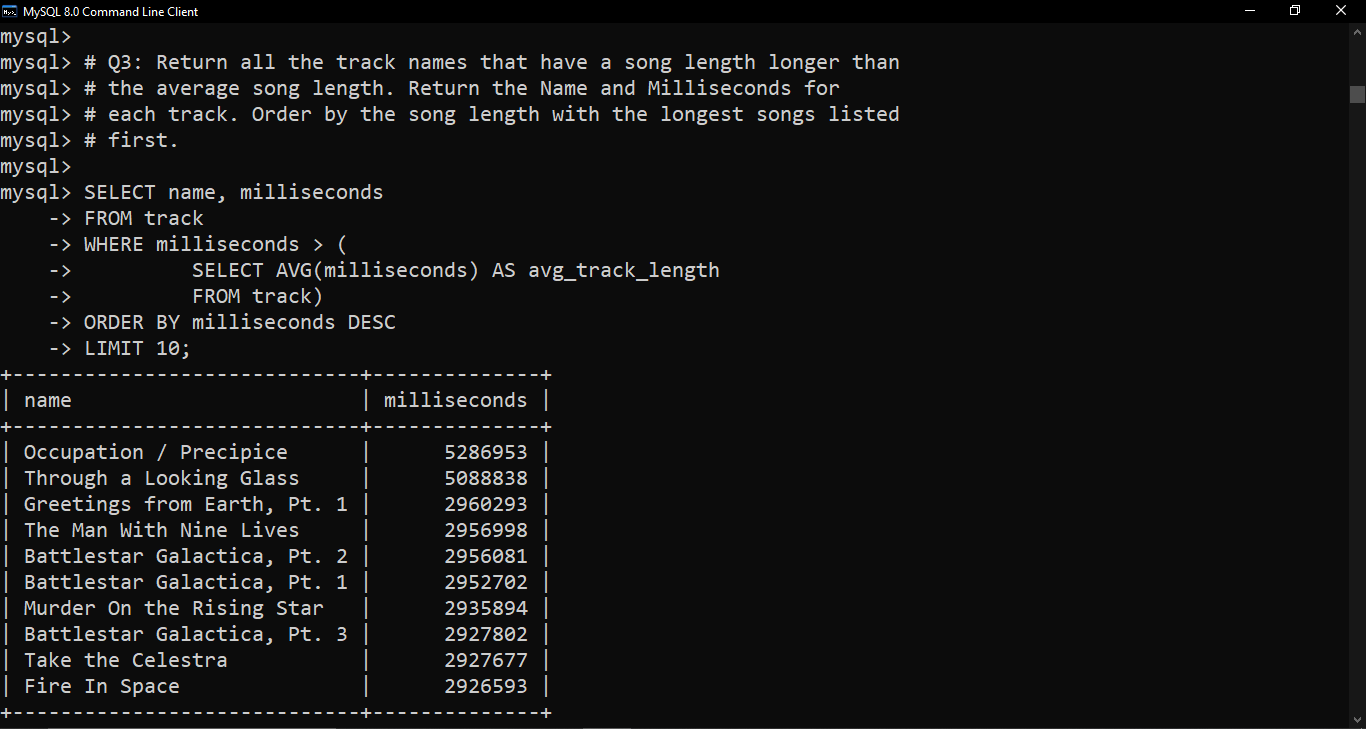 MySQL 8.0 Command Line Client
mysql>
mysql> # Q3: Return all the track names that have a song length longer than
mysql> # the average song length. Return the Name and Milliseconds for
mysql> # each track. Order by the song length with the longest songs listed
mysql> # first.
mysql>
mysql> SELECT name, milliseconds
    -> FROM track
    -> WHERE milliseconds > (
    ->          SELECT AVG(milliseconds) AS avg_track_length
    ->          FROM track)
    -> ORDER BY milliseconds DESC
    -> LIMIT 10;
+-----------------------------+--------------+
| name                        | milliseconds |
+-----------------------------+--------------+
| Occupation / Precipice      |      5286953 |
| Through a Looking Glass     |      5088838 |
| Greetings from Earth, Pt. 1 |      2960293 |
| The Man With Nine Lives     |      2956998 |
| Battlestar Galactica, Pt. 2 |      2956081 |
| Battlestar Galactica, Pt. 1 |      2952702 |
| Murder On the Rising Star   |      2935894 |
| Battlestar Galactica, Pt. 3 |      2927802 |
| Take the Celestra           |      2927677 |
| Fire In Space               |      2926593 |
+-----------------------------+--------------+